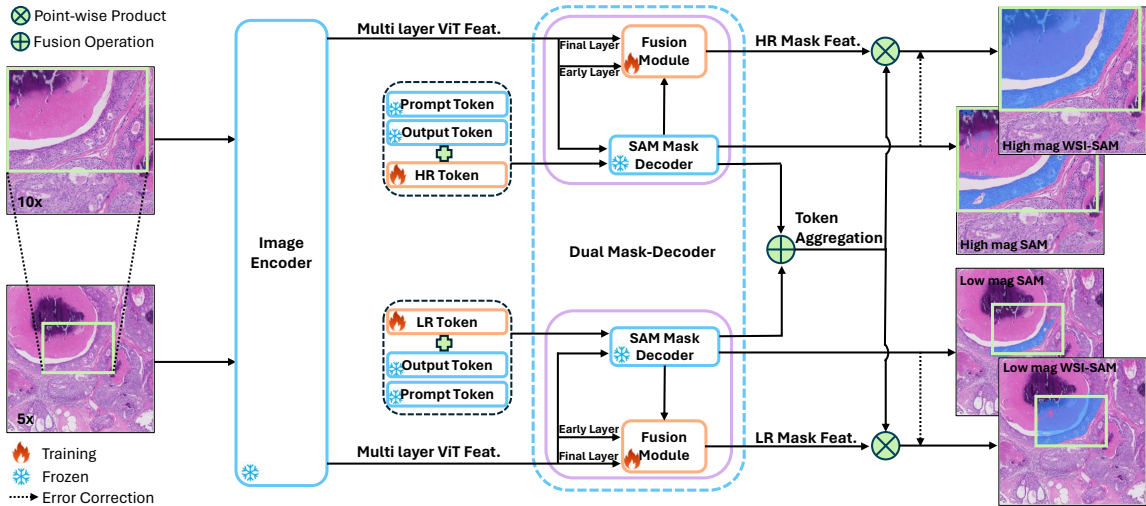 Point-wise Product
Fusion Operation
10x
5x
Training
Frozen
Error Correction
Image
Encoder
Multi layer ViT Feat.
Prompt Token
Output Token
HR Token
LR Token
Output Token
Prompt Token
Multi layer ViT Feat.
Final Layer
Early Layer
Fusion
Module
SAM Mask
Decoder
Dual Mask-Decoder
SAM Mask
Decoder
Early Layer
Final Layer
Fusion
Module
HR Mask Feat.
Token
Aggregation
LR Mask Feat.
High mag WSI-SAM
High mag SAM
Low mag SAM
Low mag WSI-SAM